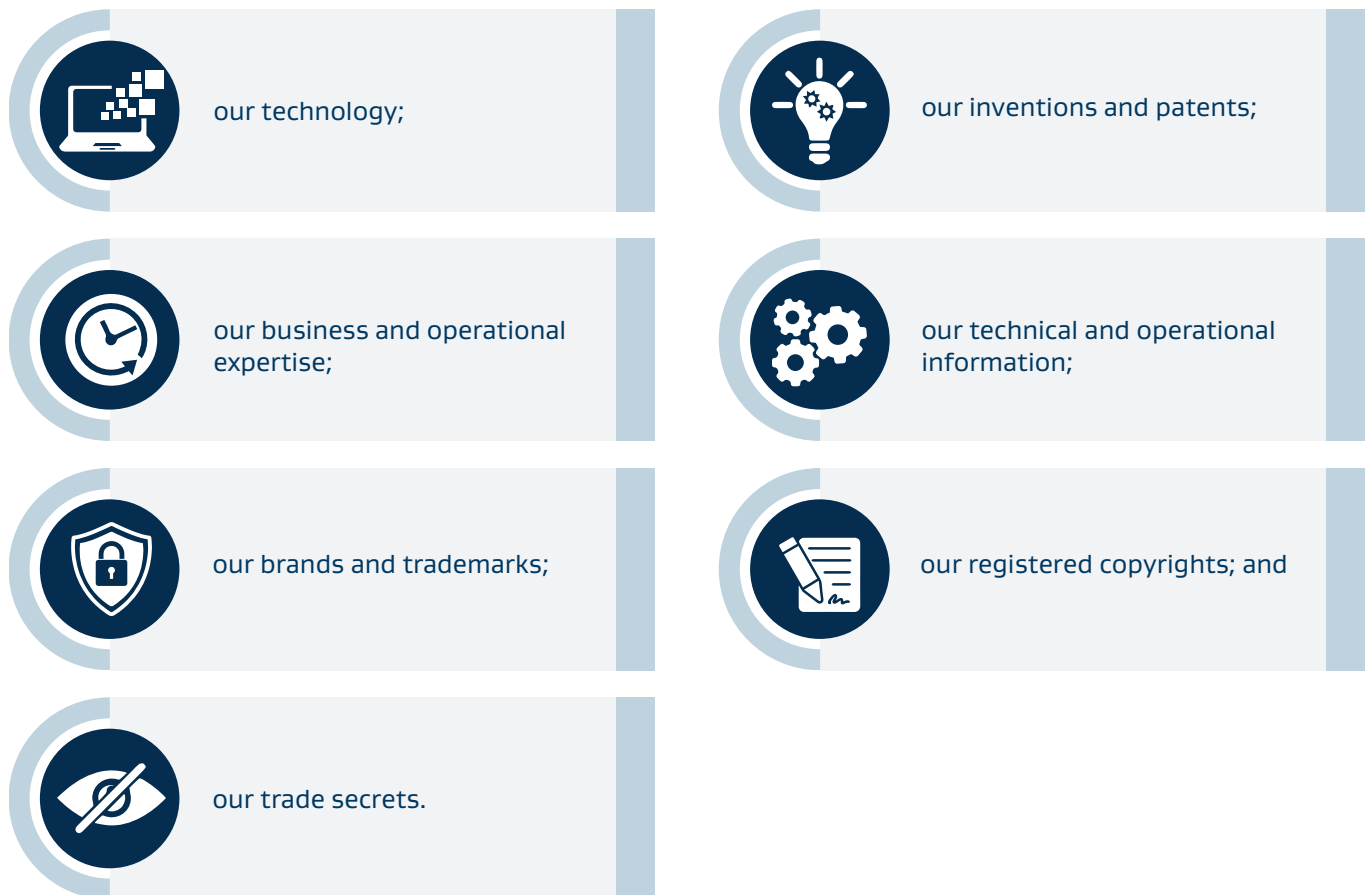 our technology;
our inventions and patents;
our business and operational
expertise;
our technical and operational
information;
our brands and trademarks;
our registered copyrights; and
our trade secrets.